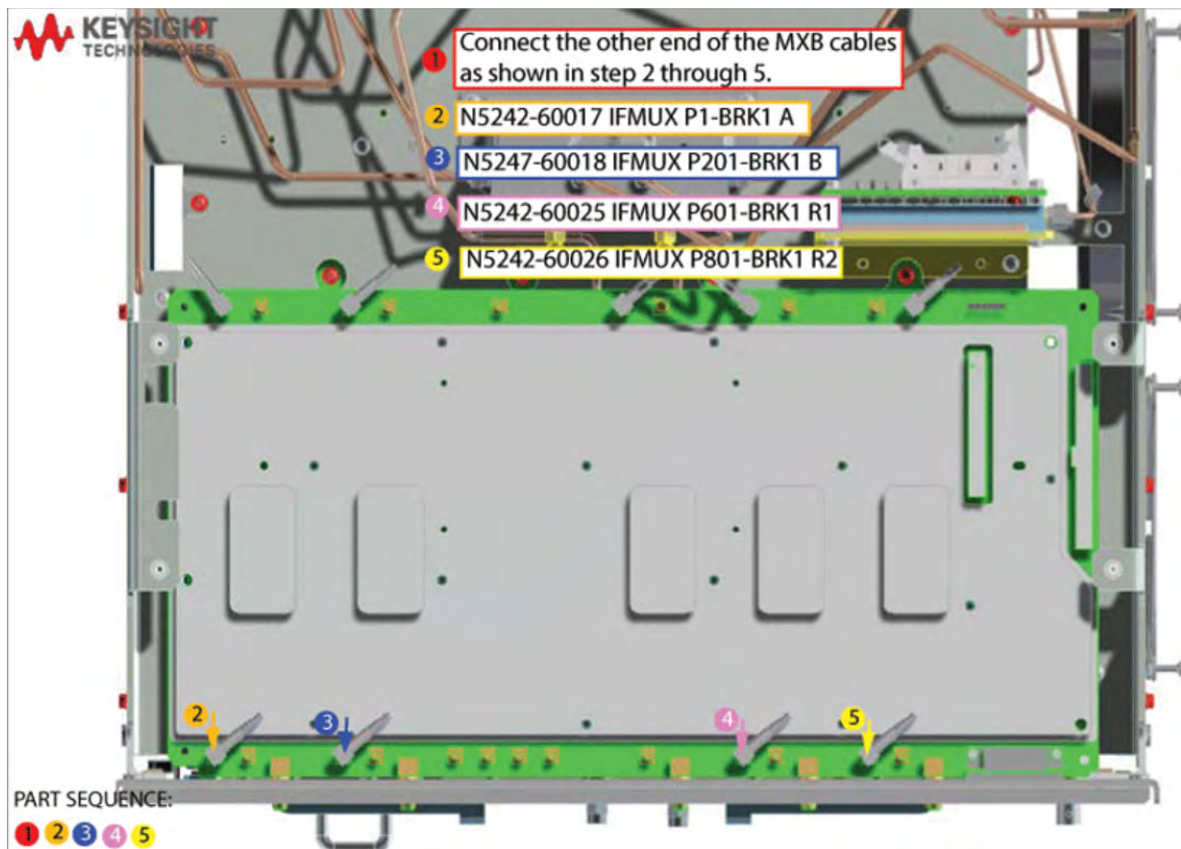 KEYSIGHT
TECHNOLOGIES
1
Connect the other end of the MXB cables
as shown in step 2 through 5.
2 N5242-60017 IFMUX P1-BRK1 A
3 N5247-60018 IFMUX P201-BRK1 B
4 N5242-60025 IFMUX P601-BRK1 R1
5 N5242-60026 IFMUX P801-BRK1 R2
2 3 4 5
PART SEQUENCE:
1 2 3 4 5